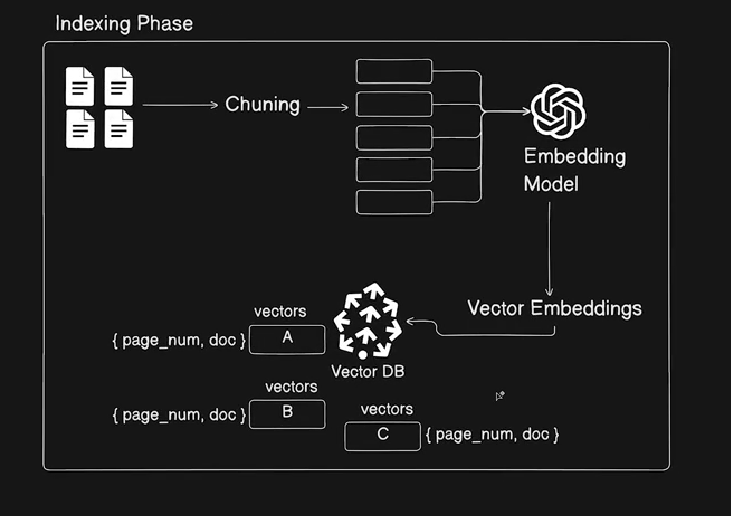 Indexing Phase
Chuning
Embedding
Model
Vector Embeddings
vectors
{ page_num, doc }
A
Vector DB
vectors
{ page_num, doc }
B
vectors
C
{ page_num, doc }